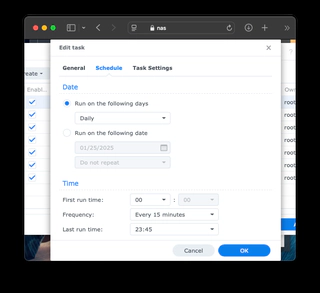 nas
Edit task
General Schedule Task Settings
Date
Run on the following days
Daily
Run on the following date
01/25/2025
Do not repeat
Time
First run time: 00 : 00
Frequency: Every 15 minutes
Last run time: 23:45
Cancel OK
reate
Enabl...
Own
root
root
root
root
root
root
root